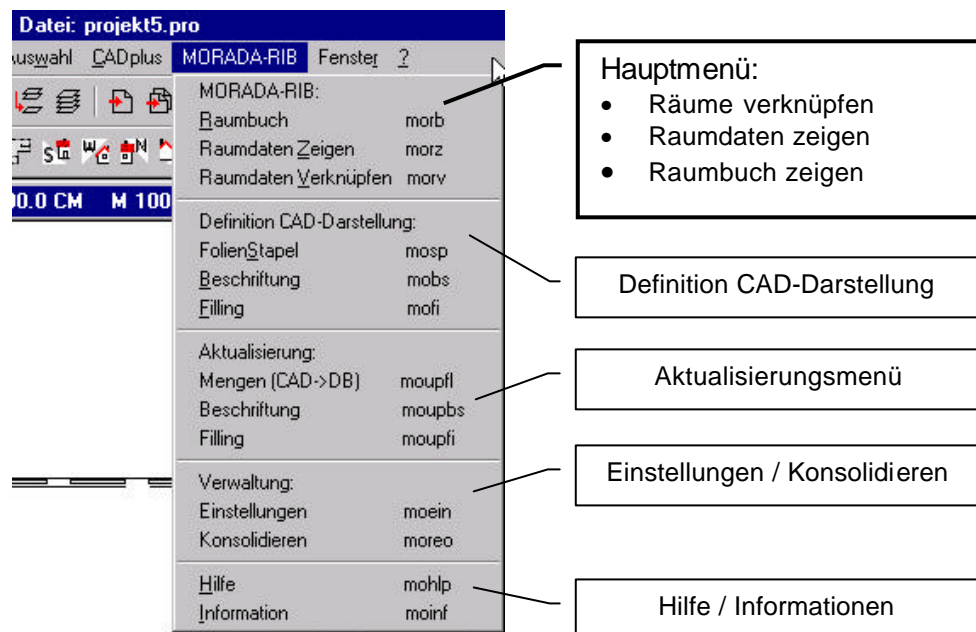 Datei: projekt5.pro
Auswahl CADplus MORADA-RIB Fenster ?
S W N
00.0 CM M 100
MORADA-RIB:
Raumbuch morb
Raumdaten Zeigen morz
Raumdaten Verknüpfen morv
Definition CAD-Darstellung:
FolienStapel mosp
Beschriftung mobs
Filling mofi
Aktualisierung:
Mengen (CAD->DB) moupfl
Beschriftung moupbs
Filling moupfi
Verwaltung:
Einstellungen moein
Konsolidieren moreo
Hilfe mohlp
Information moinf
Hauptmenü:
• Räume verknüpfen
• Raumdaten zeigen
• Raumbuch zeigen
Definition CAD-Darstellung
Aktualisierungsmenü
Einstellungen / Konsolidieren
Hilfe / Informationen